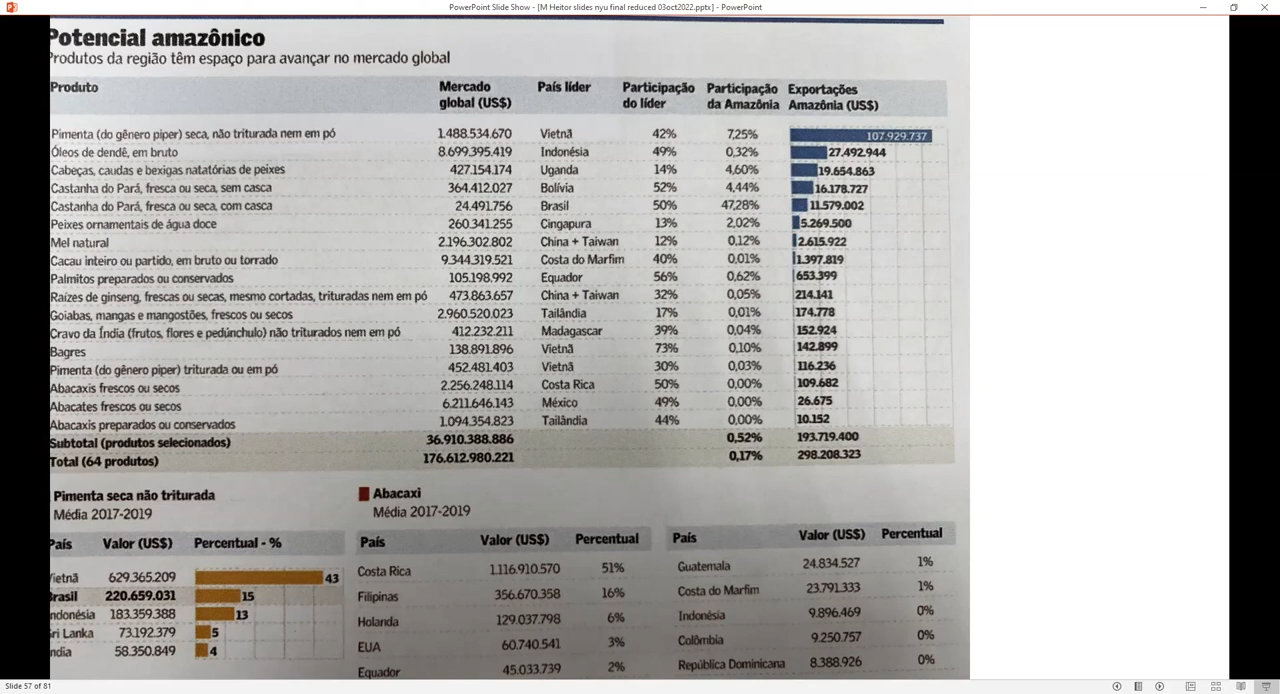 PowerPoint Slide Show - [M Heitor slides nyu final reduced 03oct2022.pptx] - PowerPoint
Potencial amazônico
Produtos da região têm espaço para avançar no mercado global
Produto Mercado global (US$) País líder Participação do líder Participação da Amazônia Exportações Amazônia (US$)
Pimenta (do gênero piper) seca, não triturada nem em pó 1.488.534.670 Vietnã 42% 7,25% 107.929.737
Óleos de dendê, em bruto 8.699.395.419 Indonésia 49% 0,32% 27.492.944
Cabeças, caudas e bexigas natatórias de peixes 427.154.174 Uganda 14% 4,60% 19.654.863
Castanha do Pará, fresca ou seca, sem casca 364.412.027 Bolívia 52% 4,44% 16.178.727
Castanha do Pará, fresca ou seca, com casca 24.491.756 Brasil 50% 47,28% 11.579.002
Peixes ornamentais de água doce 260.341.255 Cingapura 13% 2,02% 5.269.500
Mel natural 2.196.302.802 China + Taiwan 12% 0,12% 2.615.922
Cacau inteiro ou partido, em bruto ou torrado 9.344.319.521 Costa do Marfim 40% 0,01% 1.397.819
Palmitos preparados ou conservados 105.198.992 Equador 56% 0,62% 653.399
Raízes de ginseng, frescas ou secas, mesmo cortadas, trituradas nem em pó 473.863.657 China + Taiwan 32% 0,05% 214.141
Goiabas, mangas e mangostões, frescos ou secos 2.960.520.023 Tailândia 17% 0,01% 174.778
Cravo da Índia (frutos, flores e pedúnchulo) não triturados nem em pó 412.232.211 Madagascar 39% 0,04% 152.924
Bagres 138.891.896 Vietnã 73% 0,10% 142.899
Pimenta (do gênero piper) triturada ou em pó 452.481.403 Vietnã 30% 0,03% 116.236
Abacaxis frescos ou secos 2.256.248.114 Costa Rica 50% 0,00% 109.682
Abacates frescos ou secos 6.211.646.143 México 49% 0,00% 26.675
Abacaxis preparados ou conservados 1.094.354.823 Tailândia 44% 0,00% 10.152
Subtotal (produtos selecionados) 36.910.388.886 0,52% 193.719.400
Total (64 produtos) 176.612.980.221 0,17% 298.208.323
Pimenta seca não triturada
Média 2017-2019
País Valor (US$) Percentual - %
ietnã 629.365.209 43
rasil 220.659.031 15
ndonésia 183.359.388 13
ri Lanka 73.192.379 5
ndia 58.350.849 4
Abacaxi
Média 2017-2019
País Valor (US$) Percentual
Costa Rica 1.116.910.570 51%
Filipinas 356.670.358 16%
Holanda 129.037.798 6%
EUA 60.740.541 3%
Equador 45.033.739 2%
País Valor (US$) Percentual
Guatemala 24.834.527 1%
Costa do Marfim 23.791.333 1%
Indonésia 9.896.469 0%
Colômbia 9.250.757 0%
República Dominicana 8.388.926 0%
Slide 57 of 81